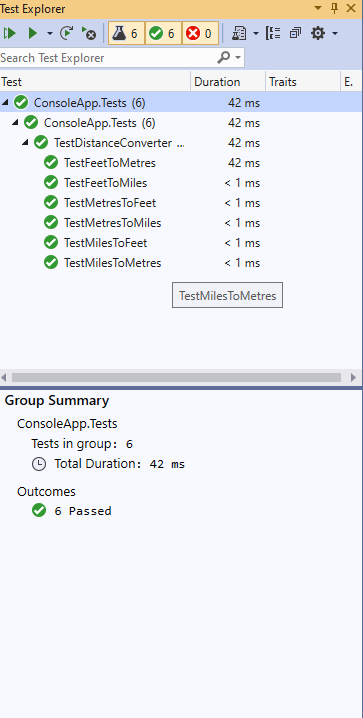 Test Explorer
6 6 0
Search Test Explorer
Test Duration Traits E.
ConsoleApp.Tests (6) 42 ms
ConsoleApp.Tests (6) 42 ms
TestDistanceConverter ... 42 ms
TestFeetToMetres 42 ms
TestFeetToMiles < 1 ms
TestMetresToFeet < 1 ms
TestMetresToMiles < 1 ms
TestMilesToFeet < 1 ms
TestMilesToMetres < 1 ms
TestMilesToMetres
Group Summary
ConsoleApp.Tests
Tests in group: 6
Total Duration: 42 ms
Outcomes
6 Passed